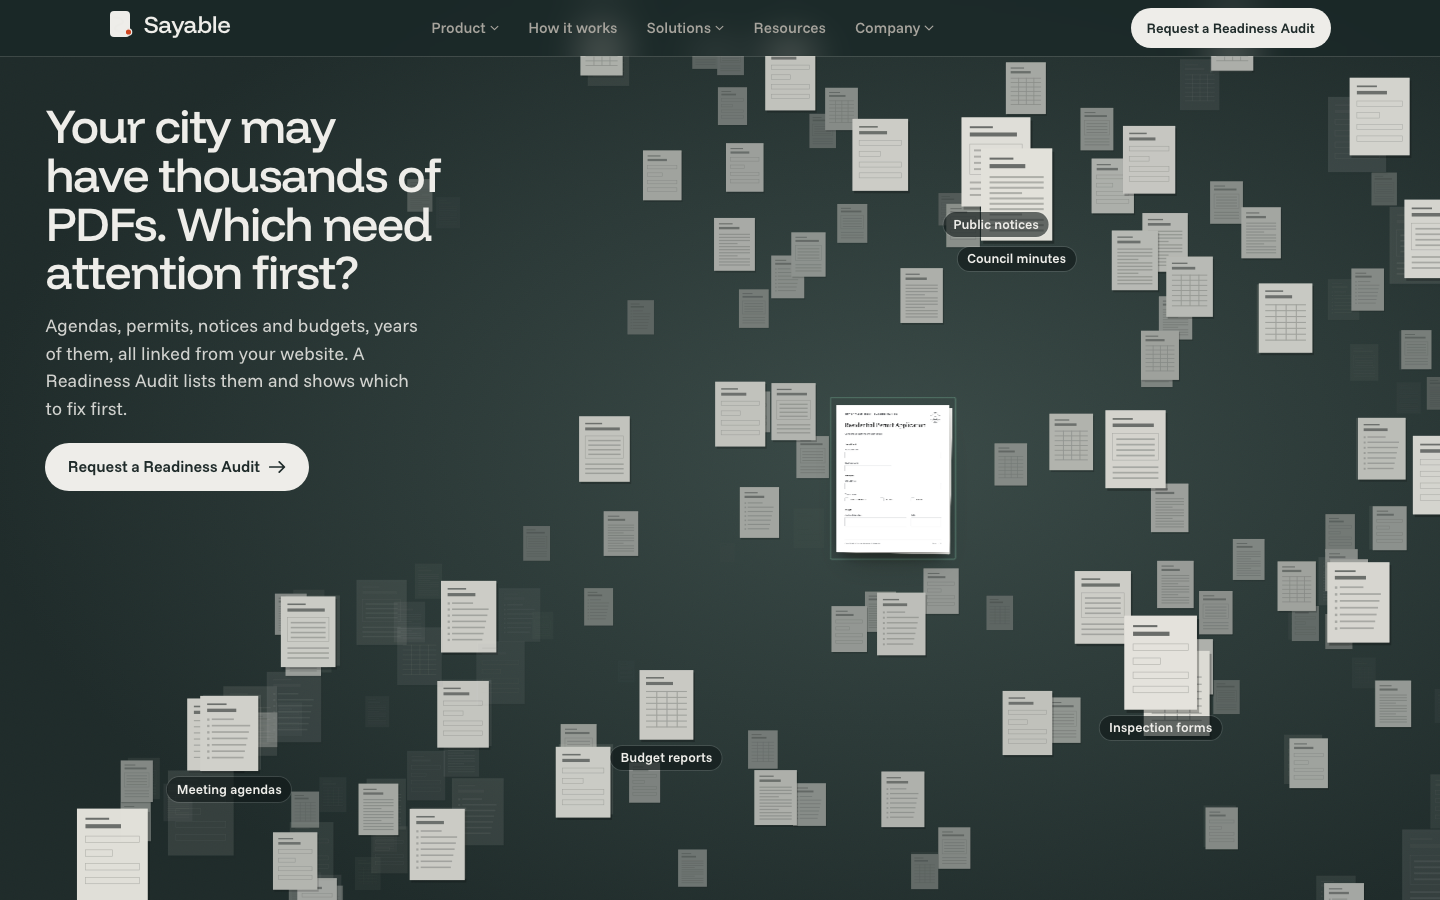 Sayable
Product
How it works
Solutions
Resources
Company
Request a Readiness Audit
Your city may
have thousands of
PDFs. Which need
attention first?
Agendas, permits, notices and budgets, years
of them, all linked from your website. A
Readiness Audit lists them and shows which
to fix first.
Request a Readiness Audit
Public notices
Council minutes
Residential Permit Application
Inspection forms
Budget reports
Meeting agendas